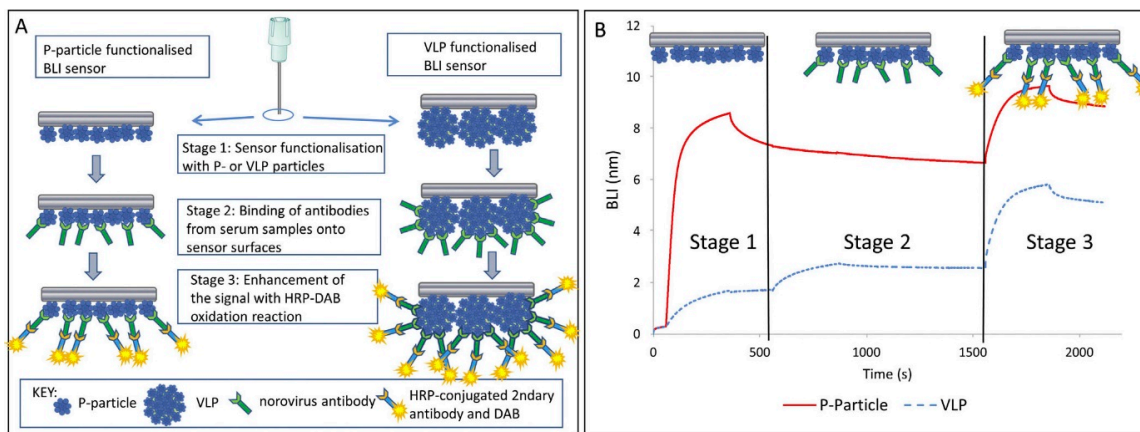 A
P-particle functionalised
BLI sensor
VLP functionalised
BLI sensor
Stage 1: Sensor functionalisation
with P- or VLP particles
Stage 2: Binding of antibodies
from serum samples onto
sensor surfaces
Stage 3: Enhancement of
the signal with HRP-DAB
oxidation reaction
KEY:
P-particle
VLP
norovirus antibody
HRP-conjugated 2ndary
antibody and DAB
B
BLI (nm)
12
10
8
6
4
2
0
Stage 1
Stage 2
Stage 3
0
500
1000
1500
2000
Time (s)
P-Particle
VLP